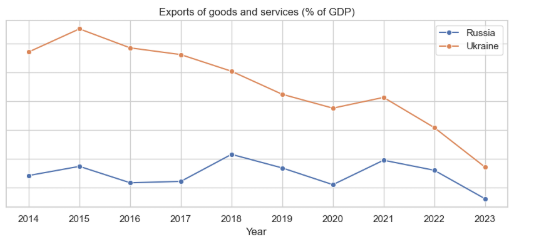 Exports of goods and services (% of GDP)
Russia
Ukraine
2014 2015 2016 2017 2018 2019 2020 2021 2022 2023
Year